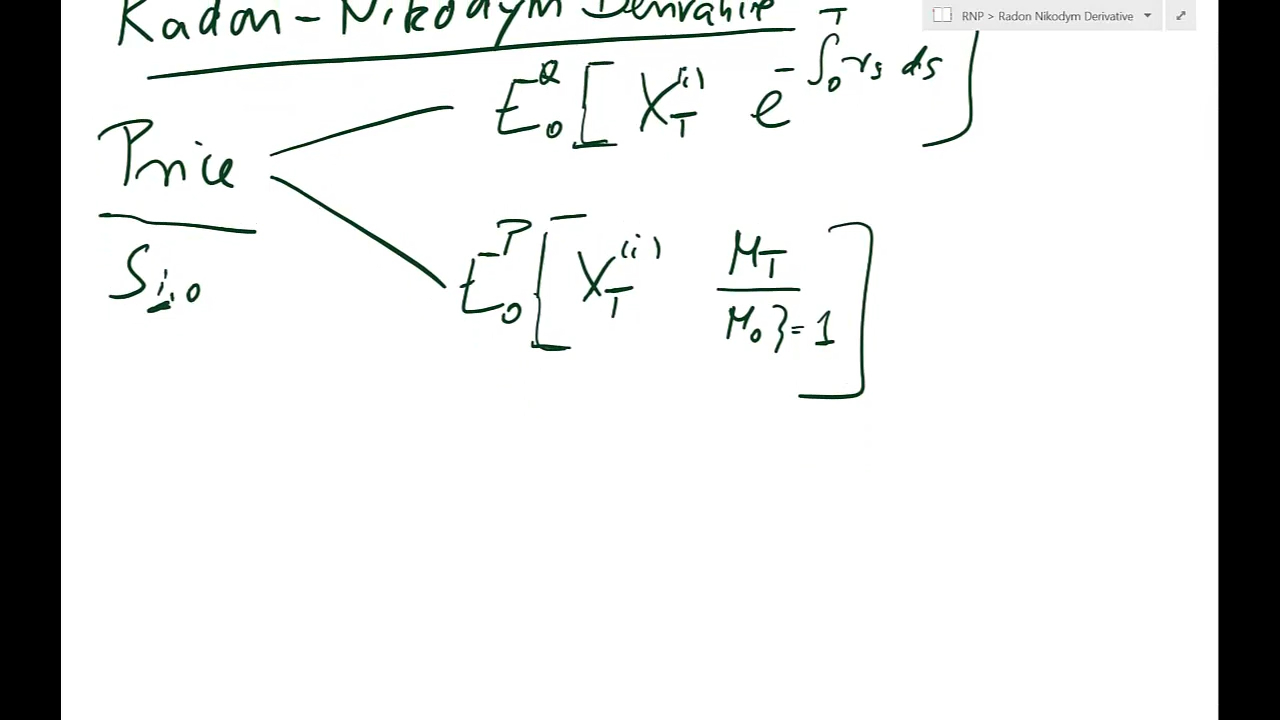 RNP > Radon Nikodym Derivative
Radon-Nikodym Derivative
Price
E₀^Q [ X_T^(i) e^(-∫₀^T r_s ds) ]
S_i,0
E₀^P [ X_T^(i) M_T / M₀ } = 1 ]